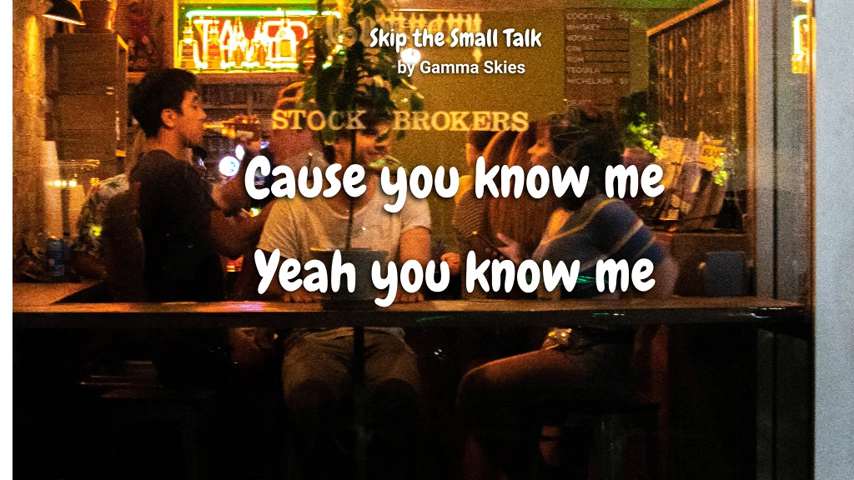 Skip the Small Talk
by Gamma Skies
COCKTAILS
WHISKEY
VODKA
GIN
RUM
TEQUILA
MICHELADA
STOCK BROKERS
Cause you know me
Yeah you know me